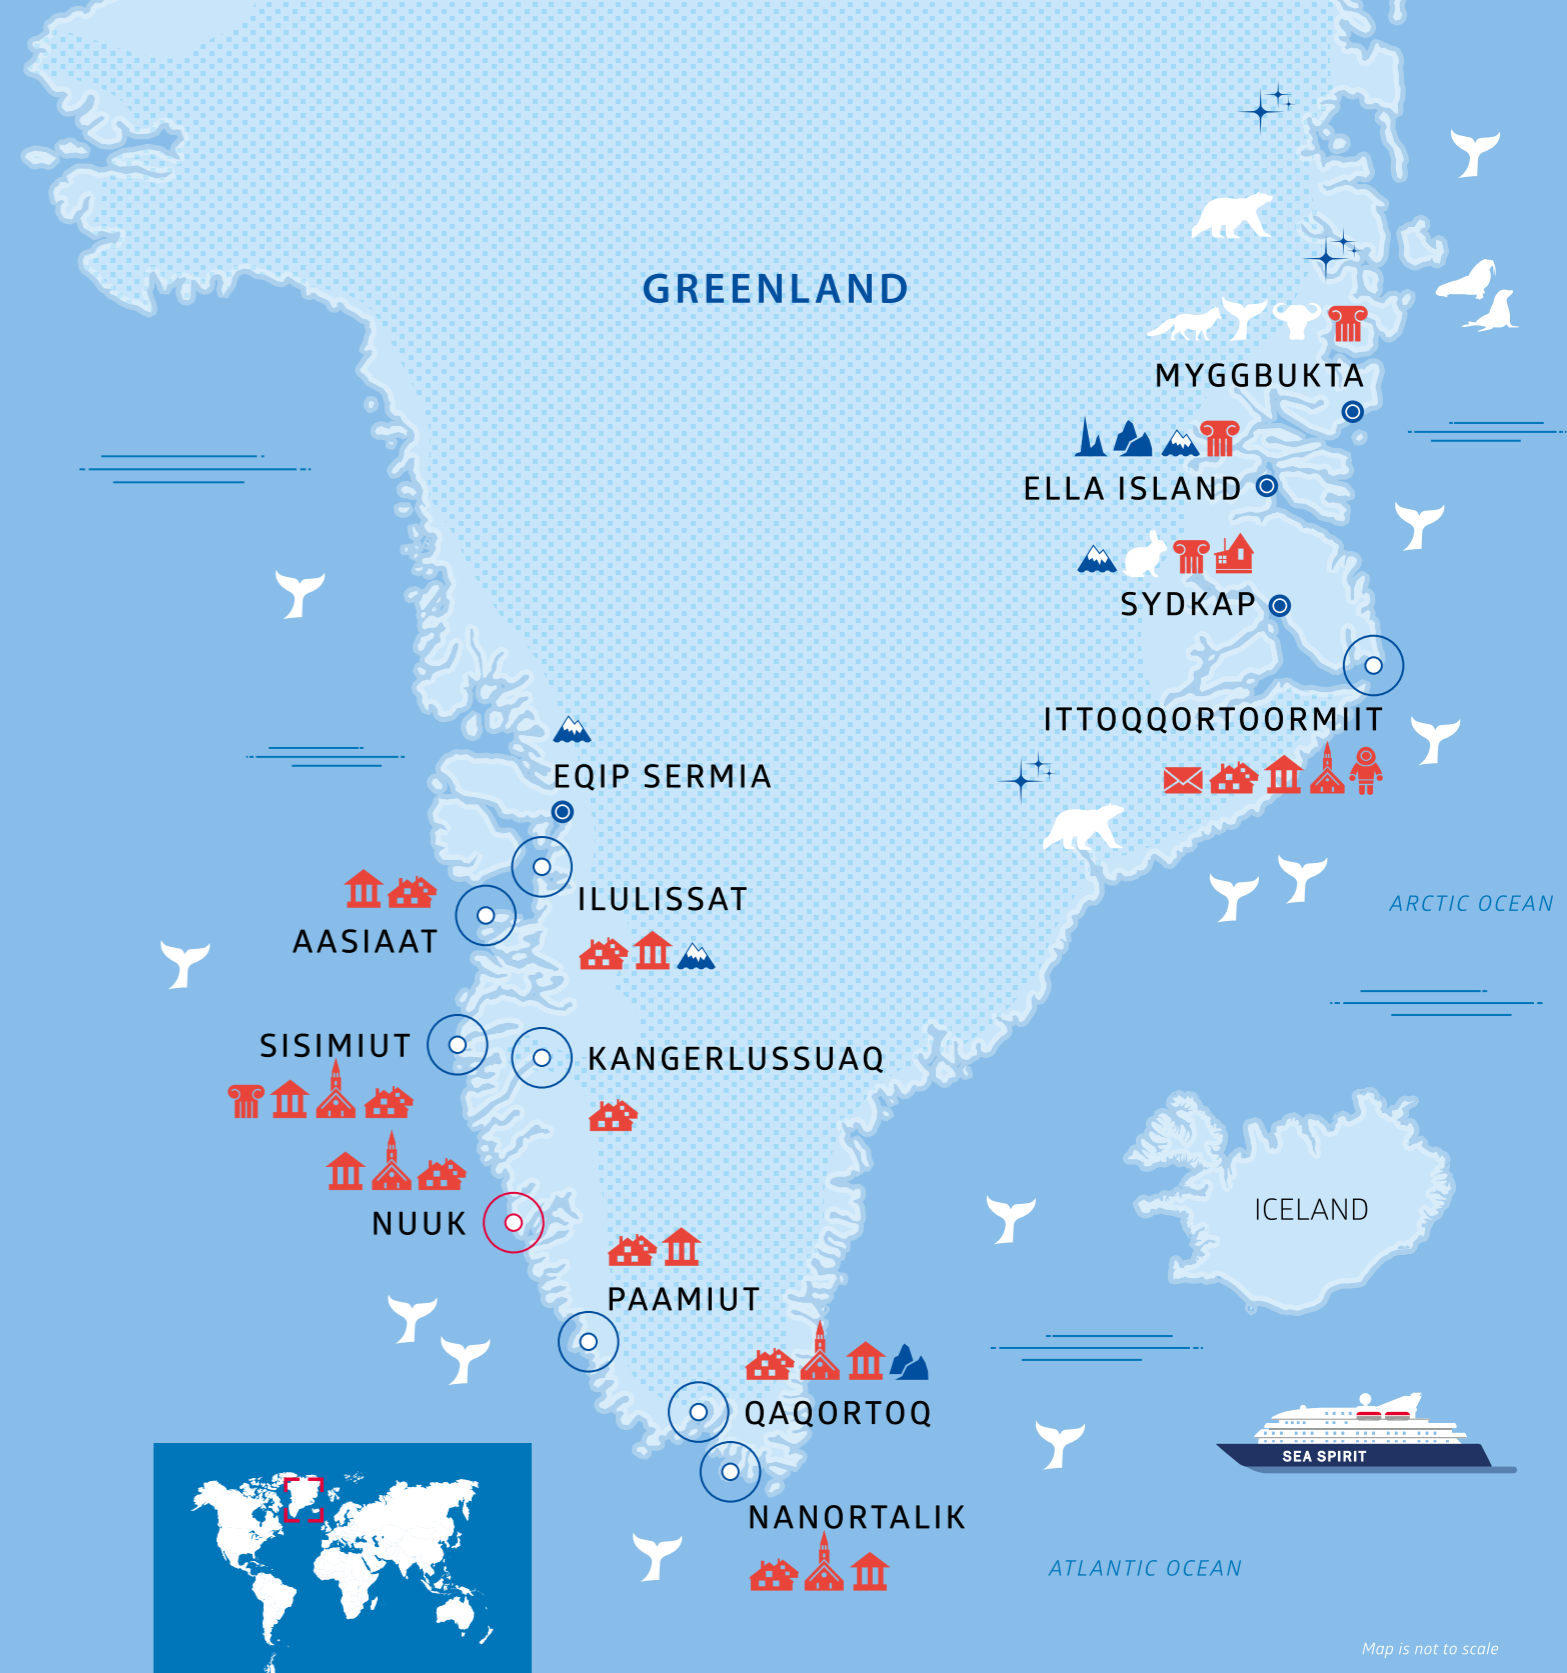 GREENLAND
MYGGBUKTA
ELLA ISLAND
SYDKAP
ITTOQQORTOORMIIT
EQIP SERMIA
ILULISSAT
AASIAAT
ARCTIC OCEAN
SISIMIUT
KANGERLUSSUAQ
ICELAND
NUUK
PAAMIUT
QAQORTOQ
SEA SPIRIT
NANORTALIK
ATLANTIC OCEAN
Map is not to scale